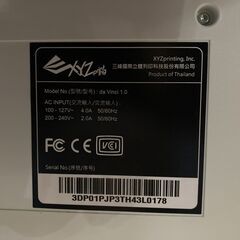 XYZ printing
XYZprinting, Inc.
三緯國際立體列印科技股份有限公司
Product of Thailand
Model No (型號/型号) : da Vinci 1.0
AC INPUT(交流輸入/交流输入)
100-127V~ 4.0A 50/60Hz
200-240V~ 2.0A 50/60Hz
FC CE VCI
Serial No.(序號/序号) :
3DP01PJP3TH43L0178